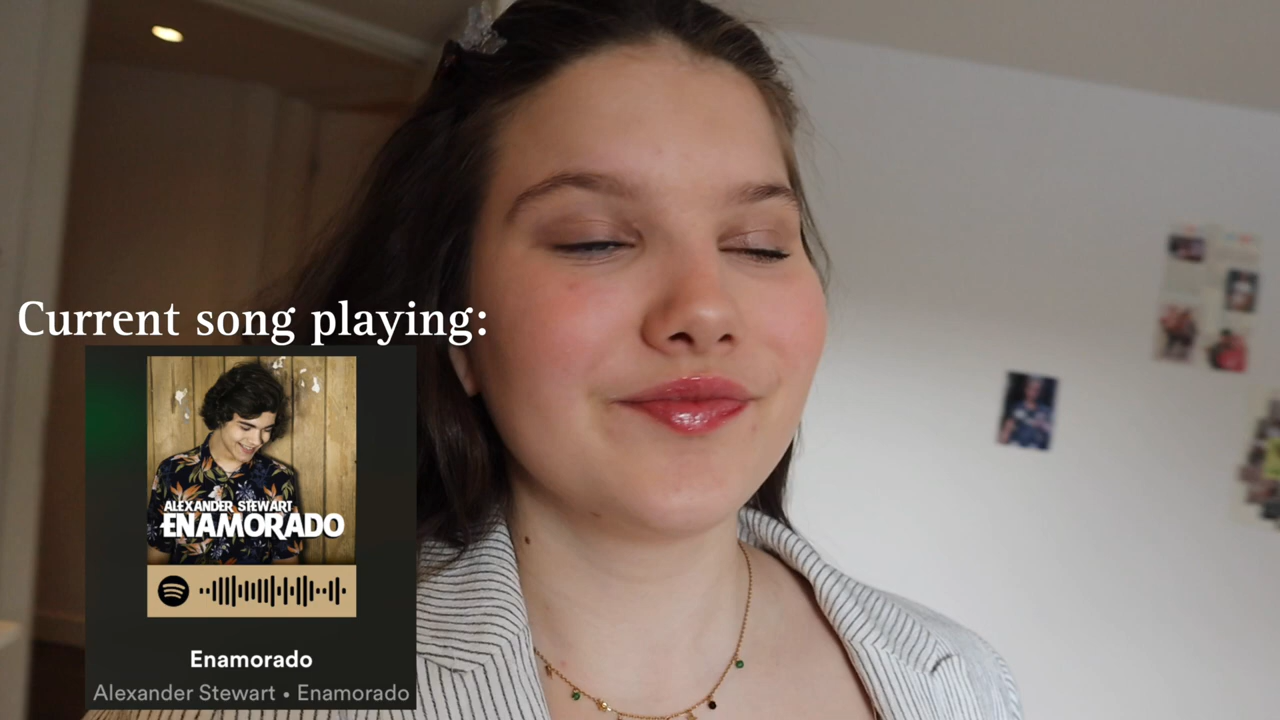 Current song playing:
ALEXANDER STEWART
ENAMORADO
Enamorado
Alexander Stewart • Enamorado